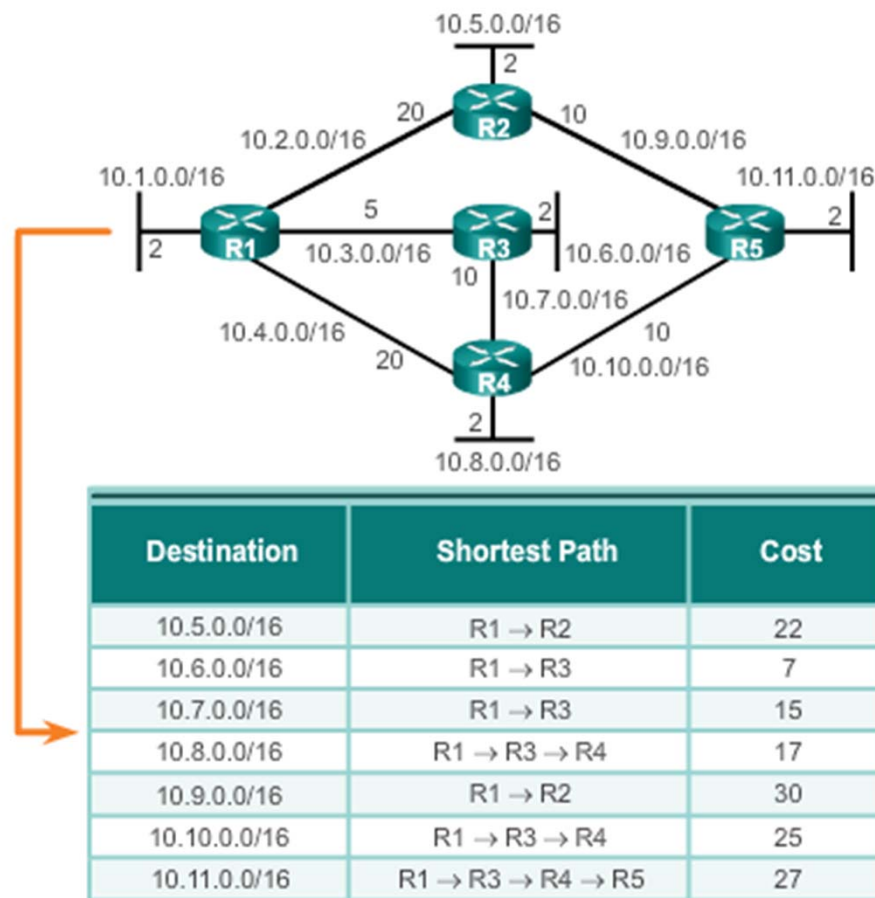 10.5.0.0/16
2
20
R2
10
10.2.0.0/16
10.9.0.0/16
10.1.0.0/16
10.11.0.0/16
5
2
2
2
R1
10.3.0.0/16
R3
10.6.0.0/16
R5
10
10.7.0.0/16
10.4.0.0/16
10
20
R4
10.10.0.0/16
2
10.8.0.0/16
Destination Shortest Path Cost
10.5.0.0/16 R1 → R2 22
10.6.0.0/16 R1 → R3 7
10.7.0.0/16 R1 → R3 15
10.8.0.0/16 R1 → R3 → R4 17
10.9.0.0/16 R1 → R2 30
10.10.0.0/16 R1 → R3 → R4 25
10.11.0.0/16 R1 → R3 → R4 → R5 27